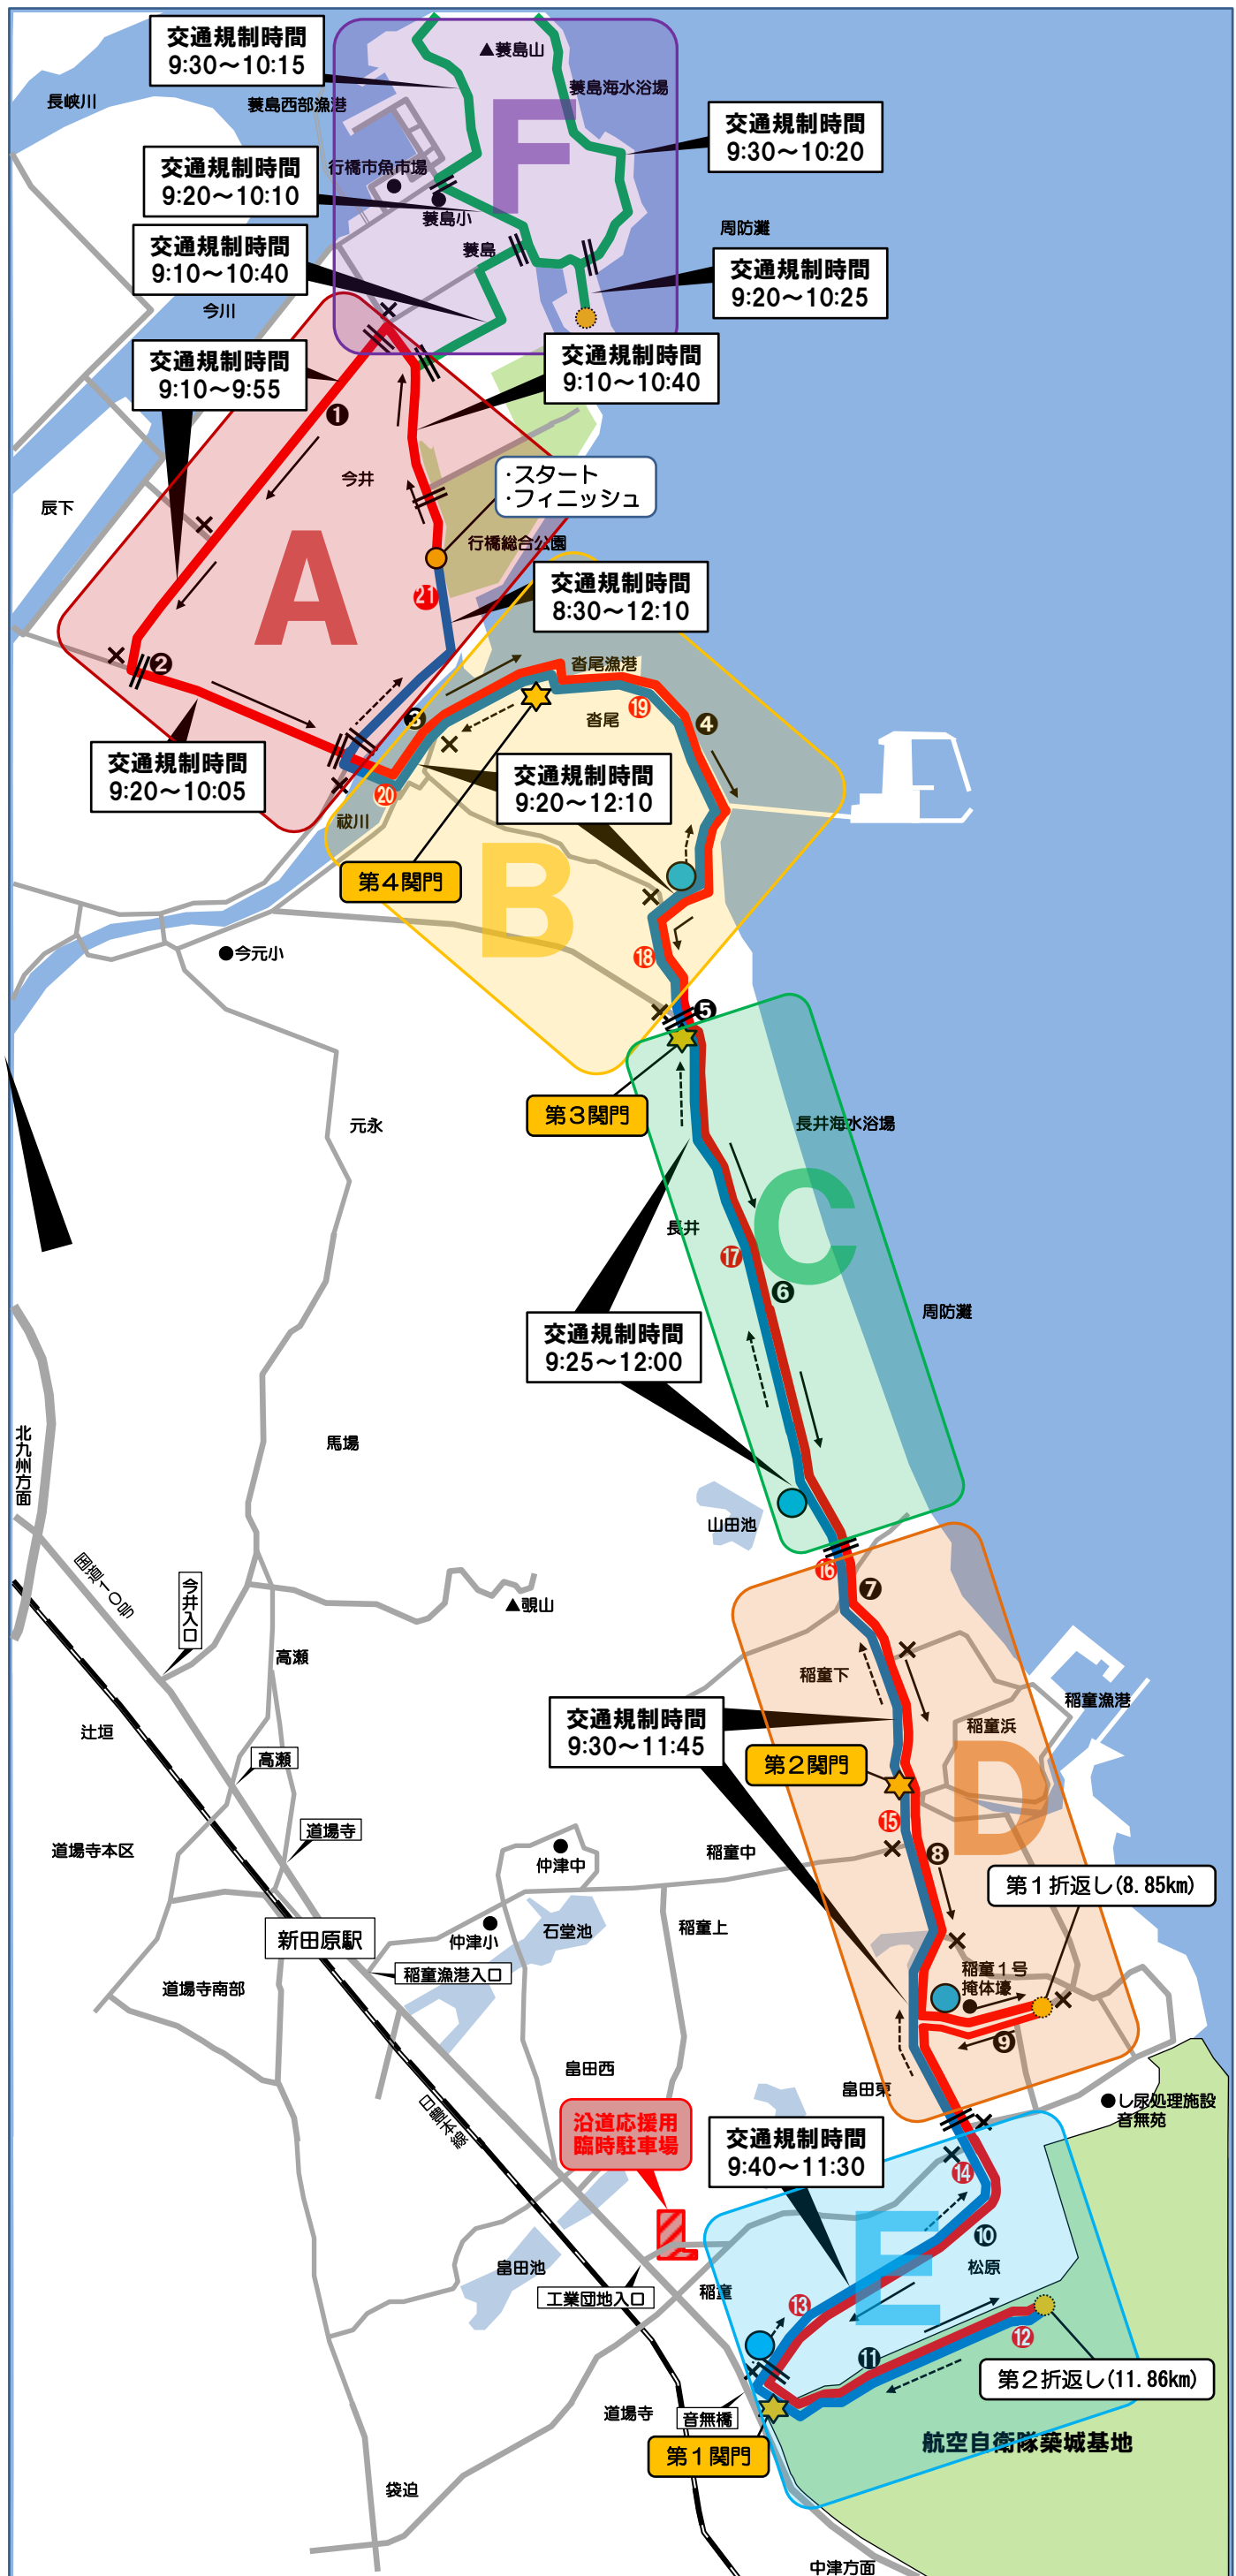 交通規制時間
9:30～10:15
▲蓑島山
長峡川
蓑島西部漁港
蓑島海水浴場
F
交通規制時間
9:30～10:20
交通規制時間
9:20～10:10
行橋市魚市場
蓑島小
蓑島
周防灘
交通規制時間
9:10～10:40
交通規制時間
9:20～10:25
今川
交通規制時間
9:10～9:55
交通規制時間
9:10～10:40
❶
今井
・スタート
・フィニッシュ
辰下
行橋総合公園
A
21
交通規制時間
8:30～12:10
❷
沓尾漁港
❸
⑲
沓尾
❹
交通規制時間
9:20～10:05
交通規制時間
9:20～12:10
⑳
祓川
第4関門
B
●今元小
⑱
❺
第3関門
元永
長井海水浴場
C
長井
⑰
❻
周防灘
交通規制時間
9:25～12:00
北九州方面
馬場
山田池
国道10号
⑯
❼
今井入口
▲覗山
高瀬
稲童下
稲童漁港
辻垣
交通規制時間
9:30～11:45
稲童浜
高瀬
第2関門
D
道場寺
⑮
道場寺本区
仲津中
稲童中
❽
第1折返し(8.85km)
新田原駅
仲津小
石堂池
稲童上
稲童漁港入口
稲童1号
掩体壕
道場寺南部
❾
畠田西
畠田東
●し尿処理施設
音無苑
日豊本線
沿道応援用
臨時駐車場
交通規制時間
9:40～11:30
⑭
E
❿
松原
畠田池
工業団地入口
稲童
⑬
⑫
⓫
第2折返し(11.86km)
道場寺
音無橋
第1関門
航空自衛隊築城基地
袋迫
中津方面